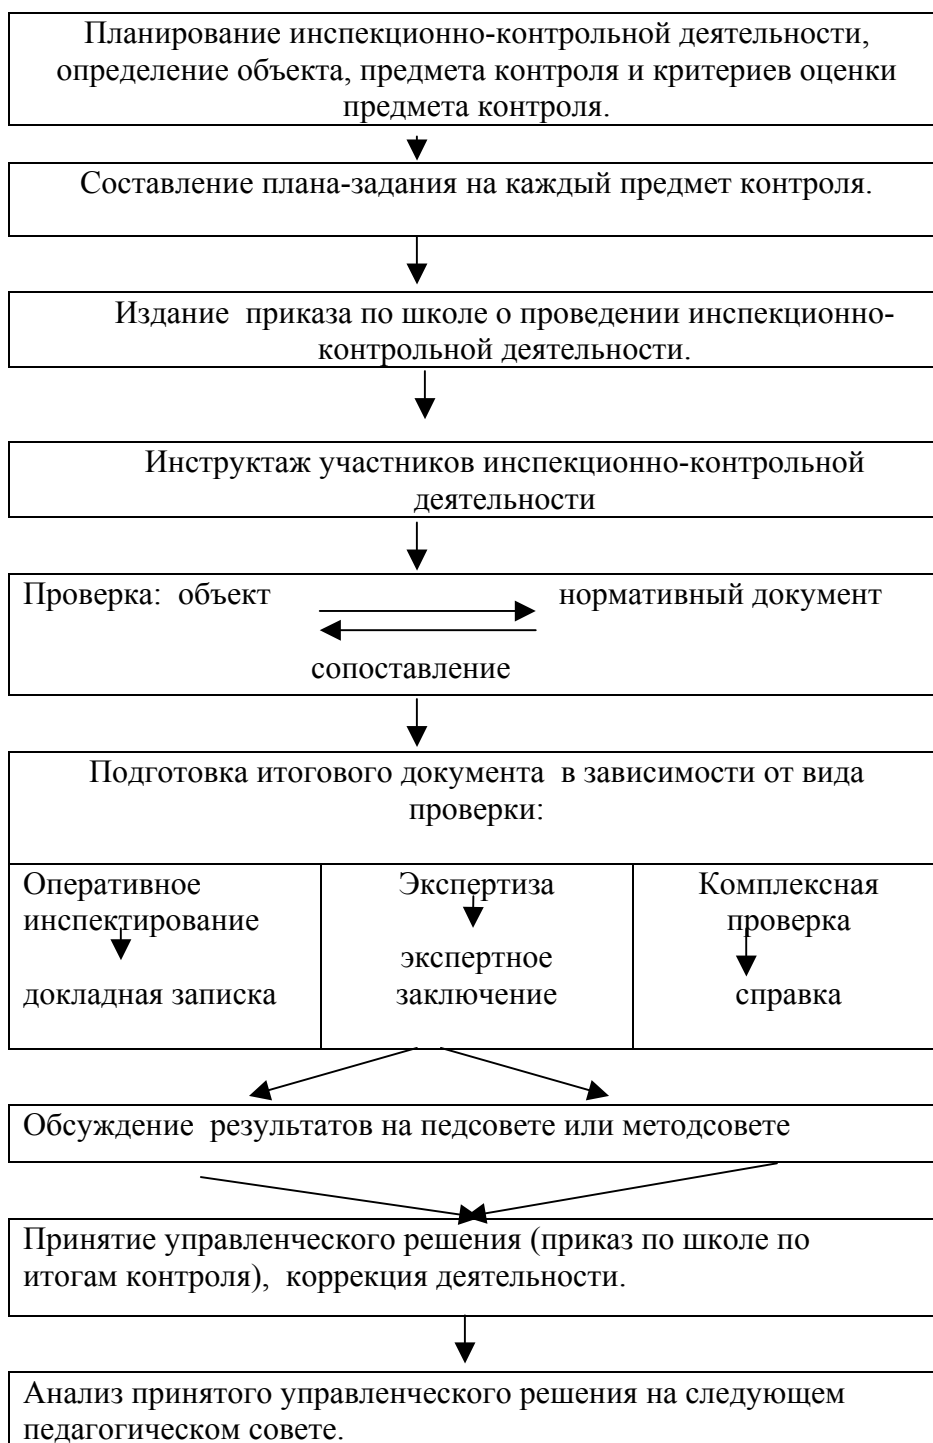 Планирование инспекционно-контрольной деятельности,
определение объекта, предмета контроля и критериев оценки
предмета контроля.
Составление плана-задания на каждый предмет контроля.
Издание приказа по школе о проведении инспекционно-
контрольной деятельности.
Инструктаж участников инспекционно-контрольной
деятельности
Проверка: объект нормативный документ
сопоставление
Подготовка итогового документа в зависимости от вида
проверки:
Оперативное
инспектирование
докладная записка
Экспертиза
экспертное
заключение
Комплексная
проверка
справка
Обсуждение результатов на педсовете или методсовете
Принятие управленческого решения (приказ по школе по
итогам контроля), коррекция деятельности.
Анализ принятого управленческого решения на следующем
педагогическом совете.